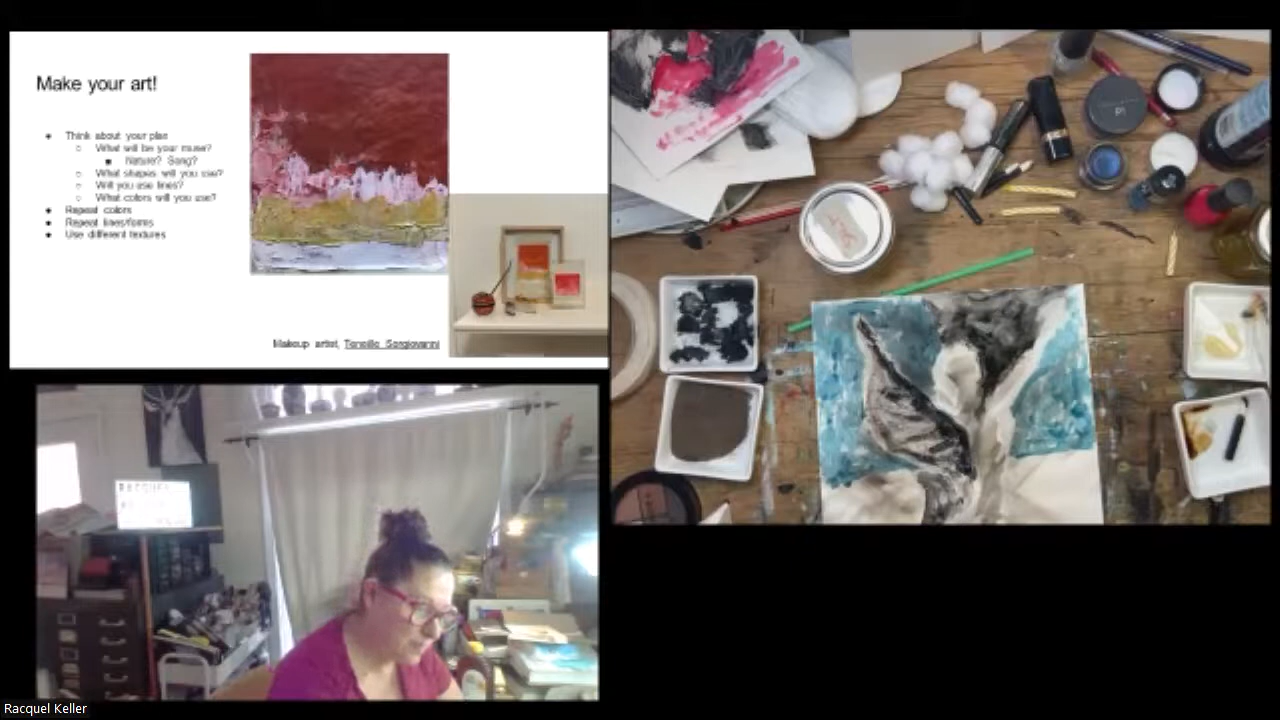 Make your art!
Think about your plan
What will be your muse?
Nature? Song?
What shapes will you use?
Will you use lines?
What colors will you use?
Repeat colors
Repeat lines/forms
Use different textures
Makeup artist,
Racquel Keller